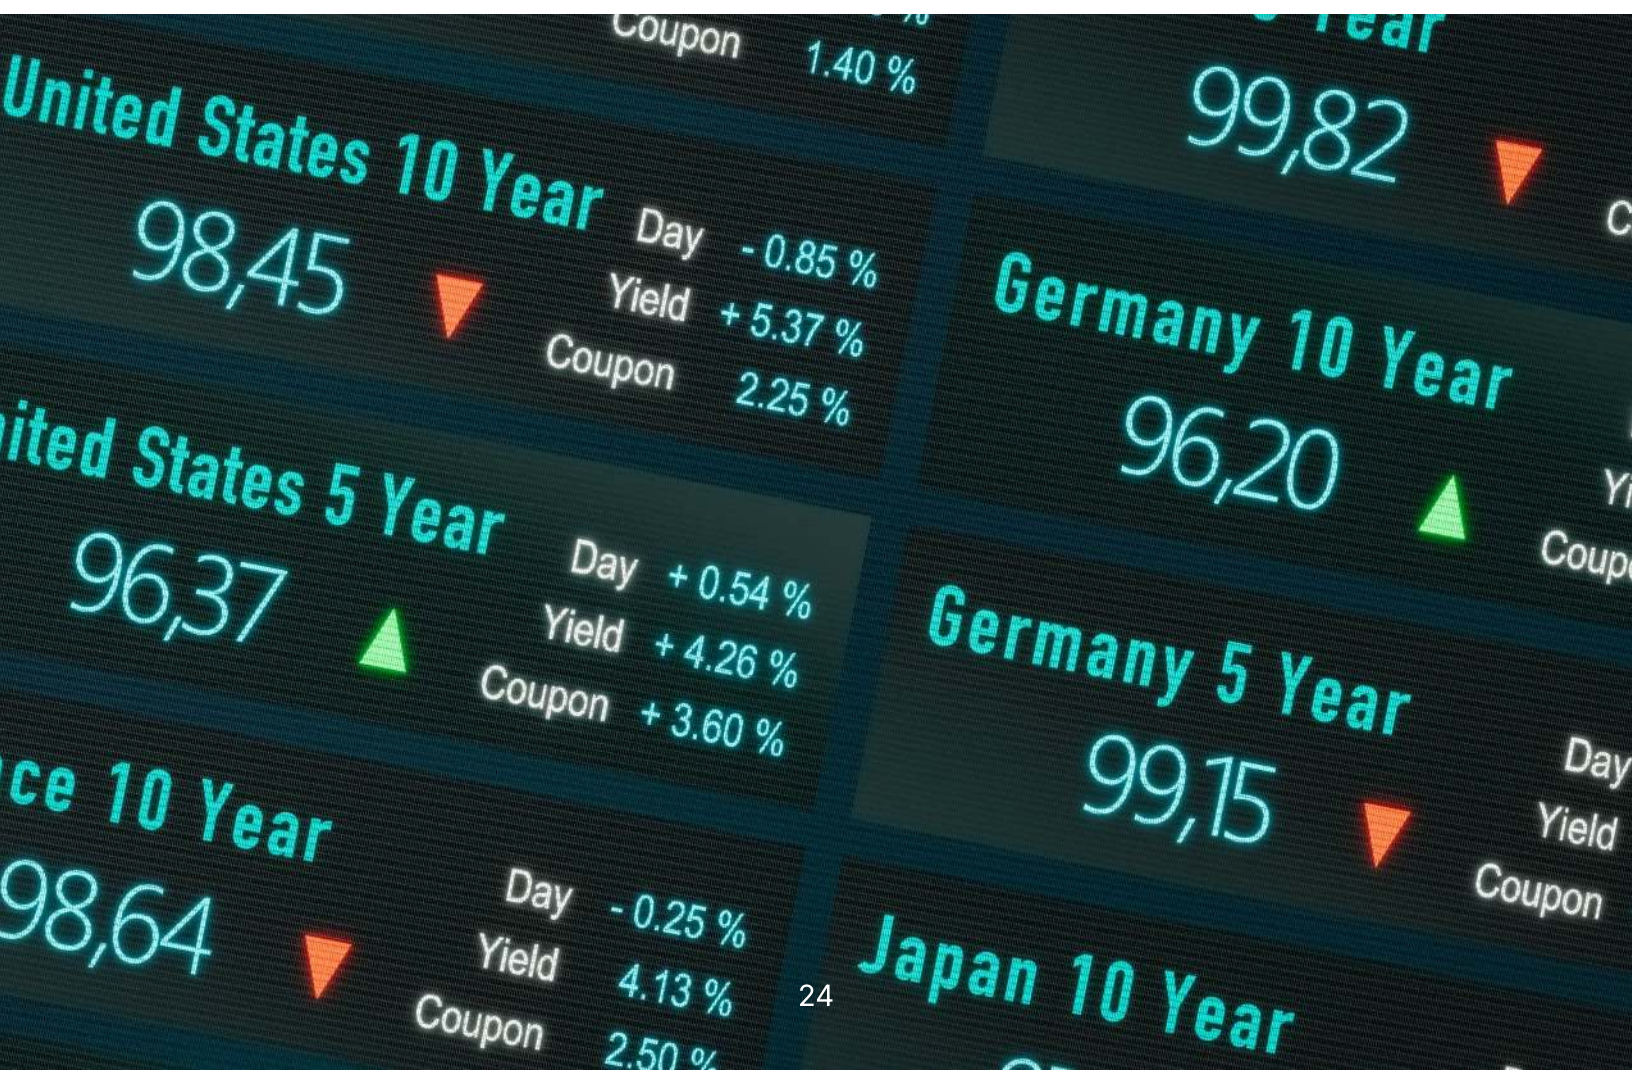 Coupon 1.40 %
United States 10 Year
98,45
Day - 0.85 %
Yield + 5.37 %
Coupon 2.25 %
States 5 Year
96,37
Day + 0.54 %
Yield + 4.26 %
Coupon + 3.60 %
10 Year
98,64
Day - 0.25 %
Yield 4.13 %
Coupon 2.50 %
Year
99,82
Germany 10 Year
96,20
Germany 5 Year
99,15
Day
Yield
Coupon
Japan 10 Year
24